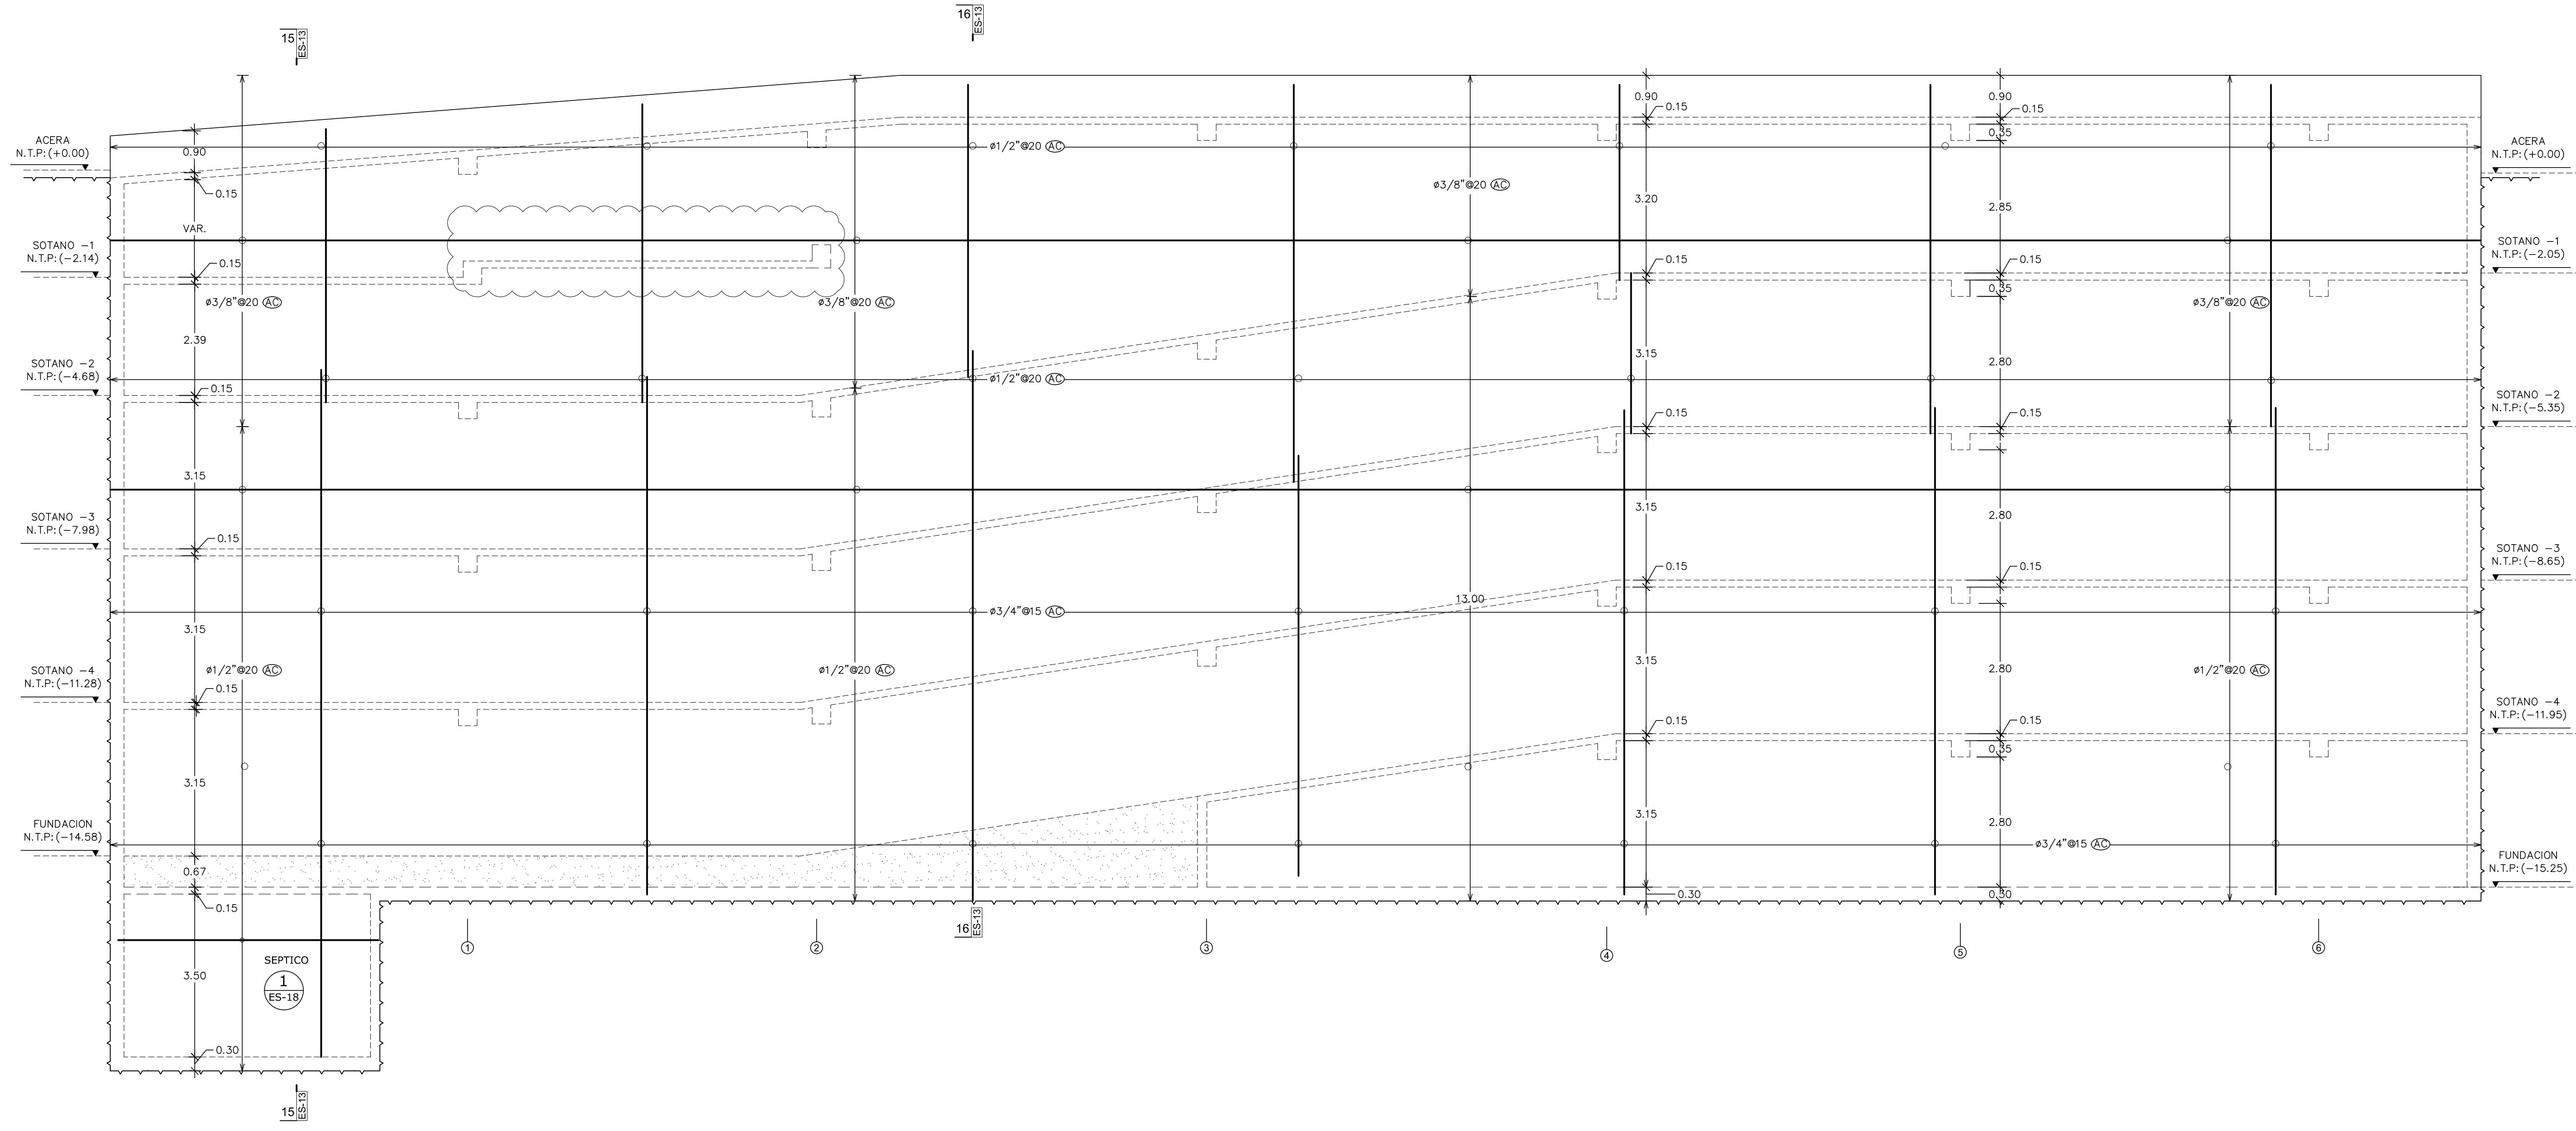 15
ES-13
16
ES-13
ACERA
N.T.P:(+0.00)
SOTANO -1
N.T.P:(-2.14)
SOTANO -2
N.T.P:(-4.68)
SOTANO -3
N.T.P:(-7.98)
SOTANO -4
N.T.P:(-11.28)
FUNDACION
N.T.P:(-14.58)
0.90
0.15
VAR.
0.15
2.39
0.15
3.15
0.15
3.15
0.15
3.15
0.67
0.15
3.50
0.30
ø3/8"@20 AC
ø1/2"@20 AC
SEPTICO
1
ES-18
15
ES-13
ø3/8"@20 AC
ø1/2"@20 AC
ø1/2"@20 AC
ø1/2"@20 AC
ø3/4"@15 AC
16
ES-13
ø3/8"@20 AC
13.00
0.90
0.15
3.20
0.15
3.15
0.15
3.15
0.15
3.15
0.15
3.15
0.30
0.90
0.15
0.35
2.85
0.15
0.35
2.80
0.15
2.80
0.15
2.80
0.15
0.35
2.80
0.30
ø3/8"@20 AC
ø1/2"@20 AC
ø3/4"@15 AC
1
2
3
4
5
6
ACERA
N.T.P:(+0.00)
SOTANO -1
N.T.P:(-2.05)
SOTANO -2
N.T.P:(-5.35)
SOTANO -3
N.T.P:(-8.65)
SOTANO -4
N.T.P:(-11.95)
FUNDACION
N.T.P:(-15.25)